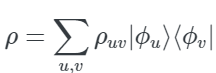 ρ = ∑_{u,v} ρ_{uv} |ϕ_u⟩⟨ϕ_v|